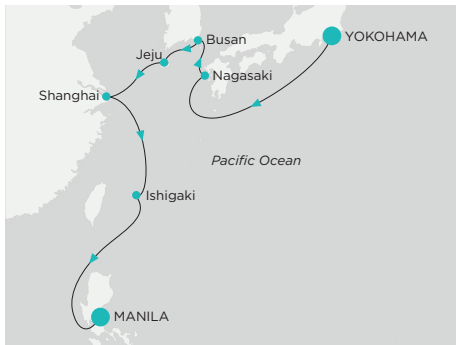 Busan
YOKOHAMA
Jeju
Nagasaki
Shanghai
Pacific Ocean
Ishigaki
MANILA